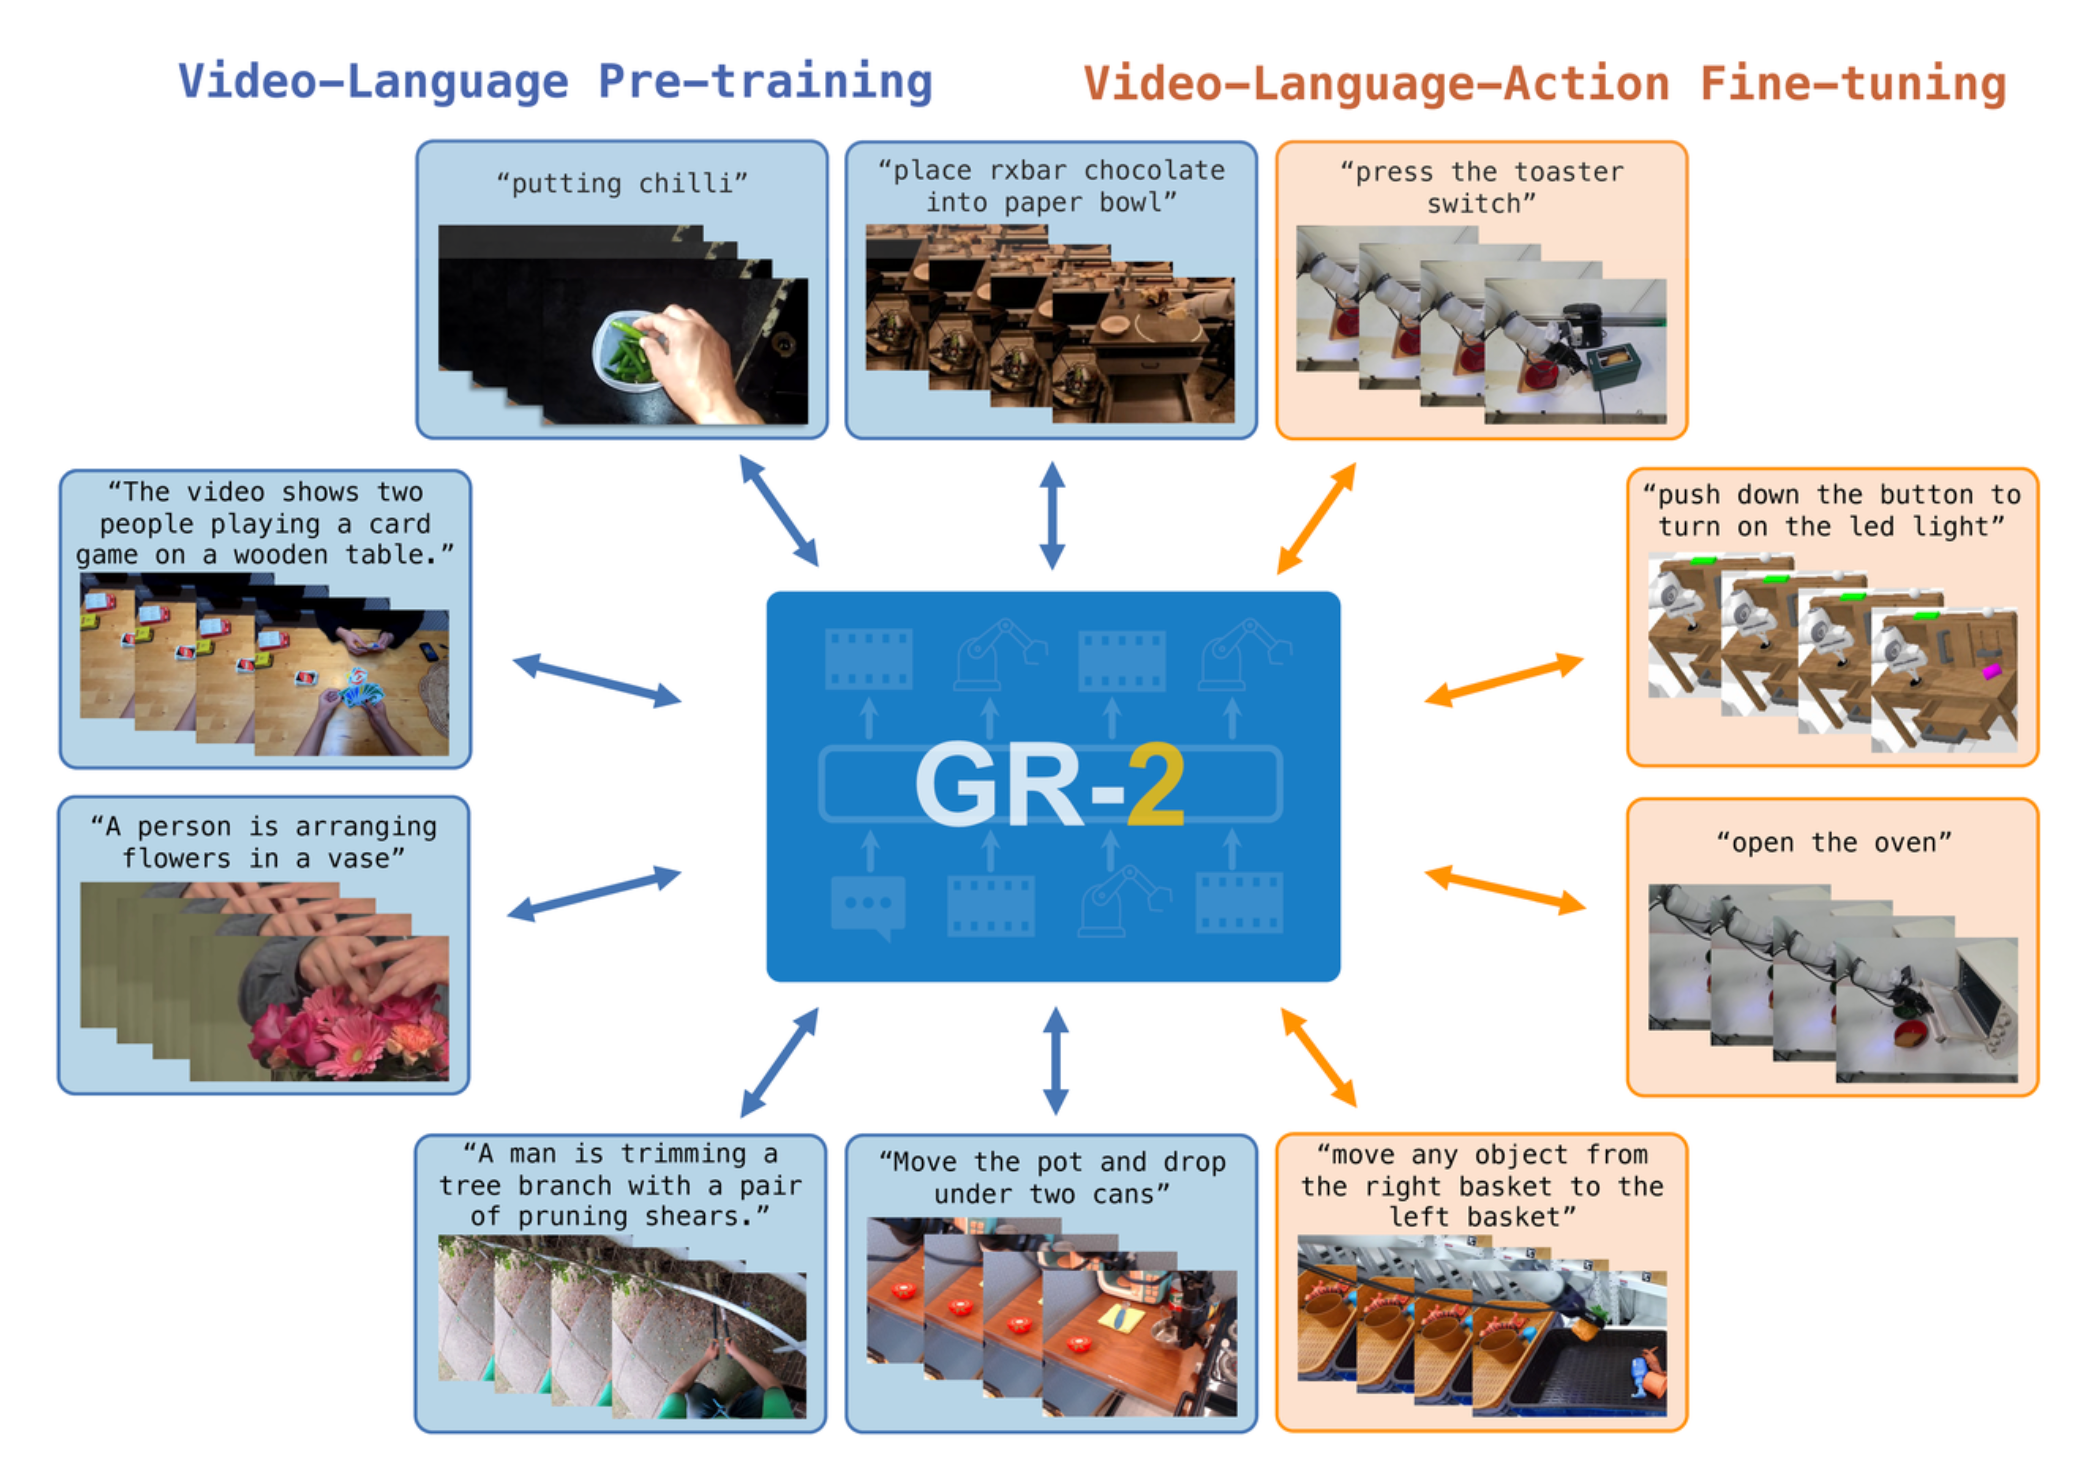 Video-Language Pre-training
Video-Language-Action Fine-tuning
“putting chilli”
“place rxbar chocolate
into paper bowl”
“press the toaster
switch”
“The video shows two
people playing a card
game on a wooden table.”
“push down the button to
turn on the led light”
GR-2
“A person is arranging
flowers in a vase”
“open the oven”
“A man is trimming a
tree branch with a pair
of pruning shears.”
“Move the pot and drop
under two cans”
“move any object from
the right basket to the
left basket”